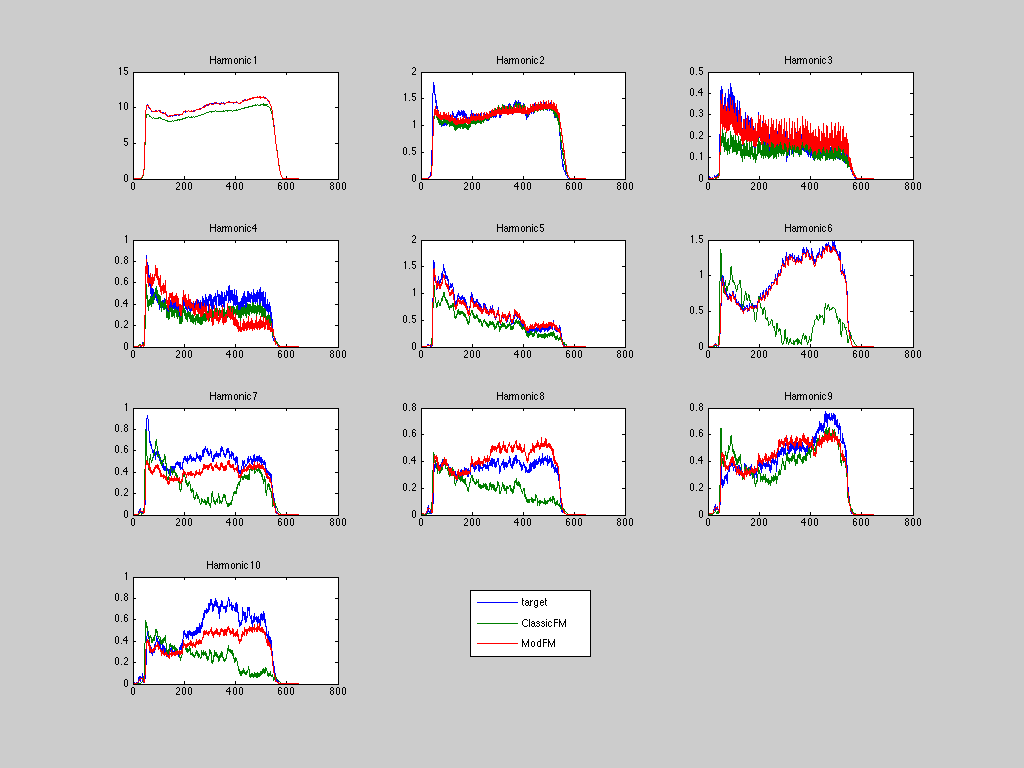 Harmonic1 Harmonic2 Harmonic3
15 2 0.5
10 1.5 0.4
5 1 0.3
0 0.5 0.2
0 0.1
0
0 200 400 600 800 0 200 400 600 800 0 200 400 600 800
Harmonic4 Harmonic5 Harmonic6
1 2 1.5
0.8 1.5 1
0.6 1 0.5
0.4 0.5 0
0.2 0
0
0 200 400 600 800 0 200 400 600 800 0 200 400 600 800
Harmonic7 Harmonic8 Harmonic9
1 0.8 0.8
0.8 0.6 0.6
0.6 0.4 0.4
0.4 0.2 0.2
0.2 0 0
0
0 200 400 600 800 0 200 400 600 800 0 200 400 600 800
Harmonic10
1
0.8
0.6
0.4
0.2
0
0 200 400 600 800
target
ClassicFM
ModFM